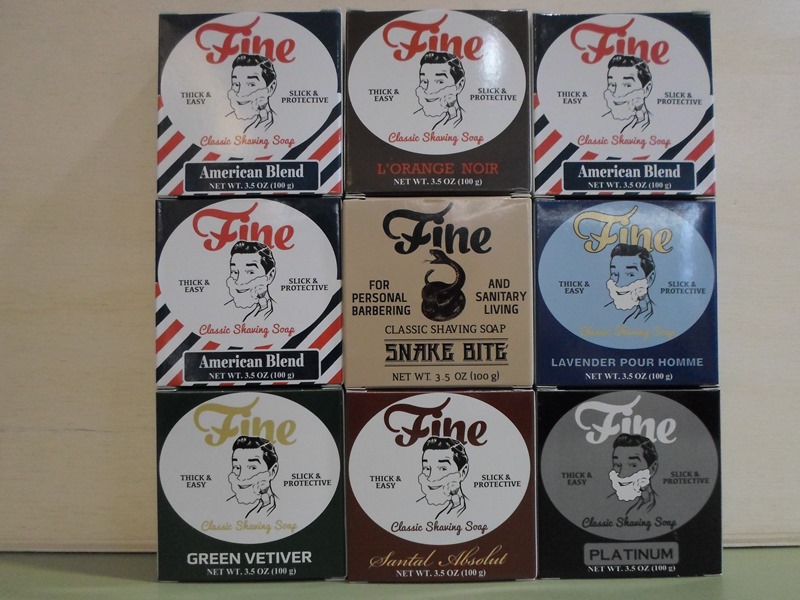 Fine
THICK & EASY
SLICK & PROTECTIVE
Classic Shaving Soap
American Blend
NET WT. 3.5 OZ (100 g)
Fine
THICK & EASY
SLICK & PROTECTIVE
Classic Shaving Soap
L'ORANGE NOIR
NET WT. 3.5 OZ (100 g)
Fine
THICK & EASY
SLICK & PROTECTIVE
Classic Shaving Soap
American Blend
NET WT. 3.5 OZ (100 g)
Fine
THICK & EASY
SLICK & PROTECTIVE
Classic Shaving Soap
American Blend
NET WT. 3.5 OZ (100 g)
Fine
FOR PERSONAL BARBERING
AND SANITARY LIVING
CLASSIC SHAVING SOAP
SNAKE BITE
NET WT. 3.5 OZ (100 g)
Fine
THICK & EASY
SLICK & PROTECTIVE
Classic Shaving Soap
LAVENDER POUR HOMME
NET WT. 3.5 OZ (100 g)
Fine
THICK & EASY
SLICK & PROTECTIVE
Classic Shaving Soap
GREEN VETIVER
NET WT. 3.5 OZ (100 g)
Fine
THICK & EASY
SLICK & PROTECTIVE
Classic Shaving Soap
Santal Absolut
NET WT. 3.5 OZ (100 g)
Fine
THICK & EASY
SLICK & PROTECTIVE
Classic Shaving Soap
PLATINUM
NET WT. 3.5 OZ (100 g)